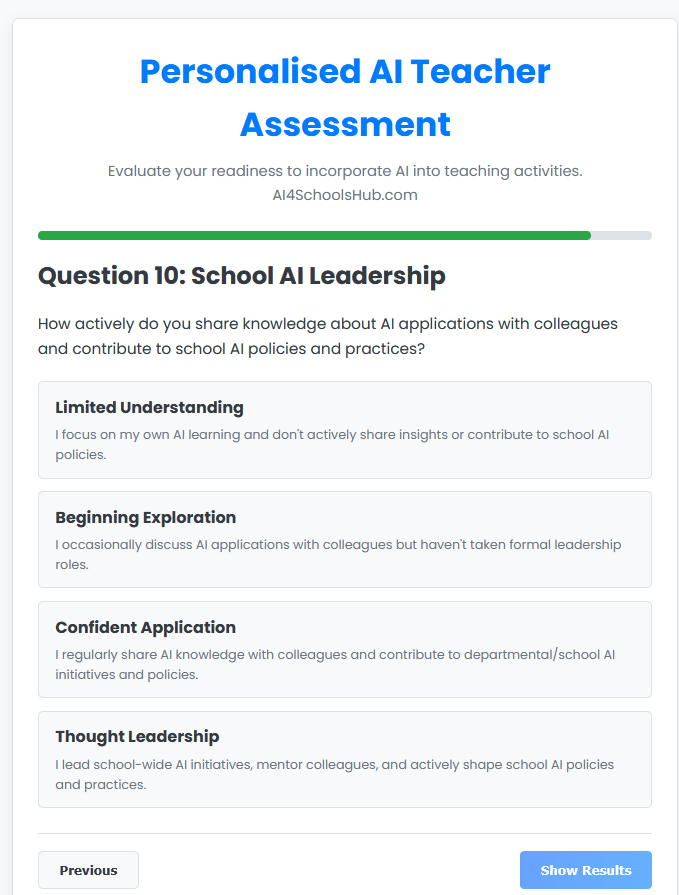 Personalised AI Teacher
Assessment
Evaluate your readiness to incorporate AI into teaching activities.
AI4SchoolsHub.com
Question 10: School AI Leadership
How actively do you share knowledge about AI applications with colleagues
and contribute to school AI policies and practices?
Limited Understanding
I focus on my own AI learning and don't actively share insights or contribute to school AI
policies.
Beginning Exploration
I occasionally discuss AI applications with colleagues but haven't taken formal leadership
roles.
Confident Application
I regularly share AI knowledge with colleagues and contribute to departmental/school AI
initiatives and policies.
Thought Leadership
I lead school-wide AI initiatives, mentor colleagues, and actively shape school AI policies
and practices.
Previous
Show Results